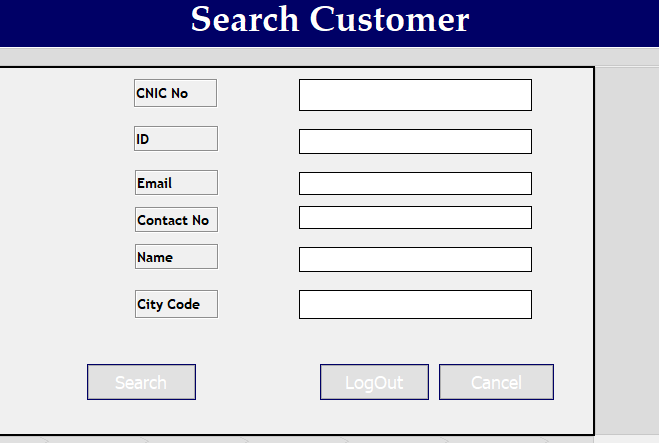 Search Customer
CNIC No
ID
Email
Contact No
Name
City Code
Search LogOut Cancel